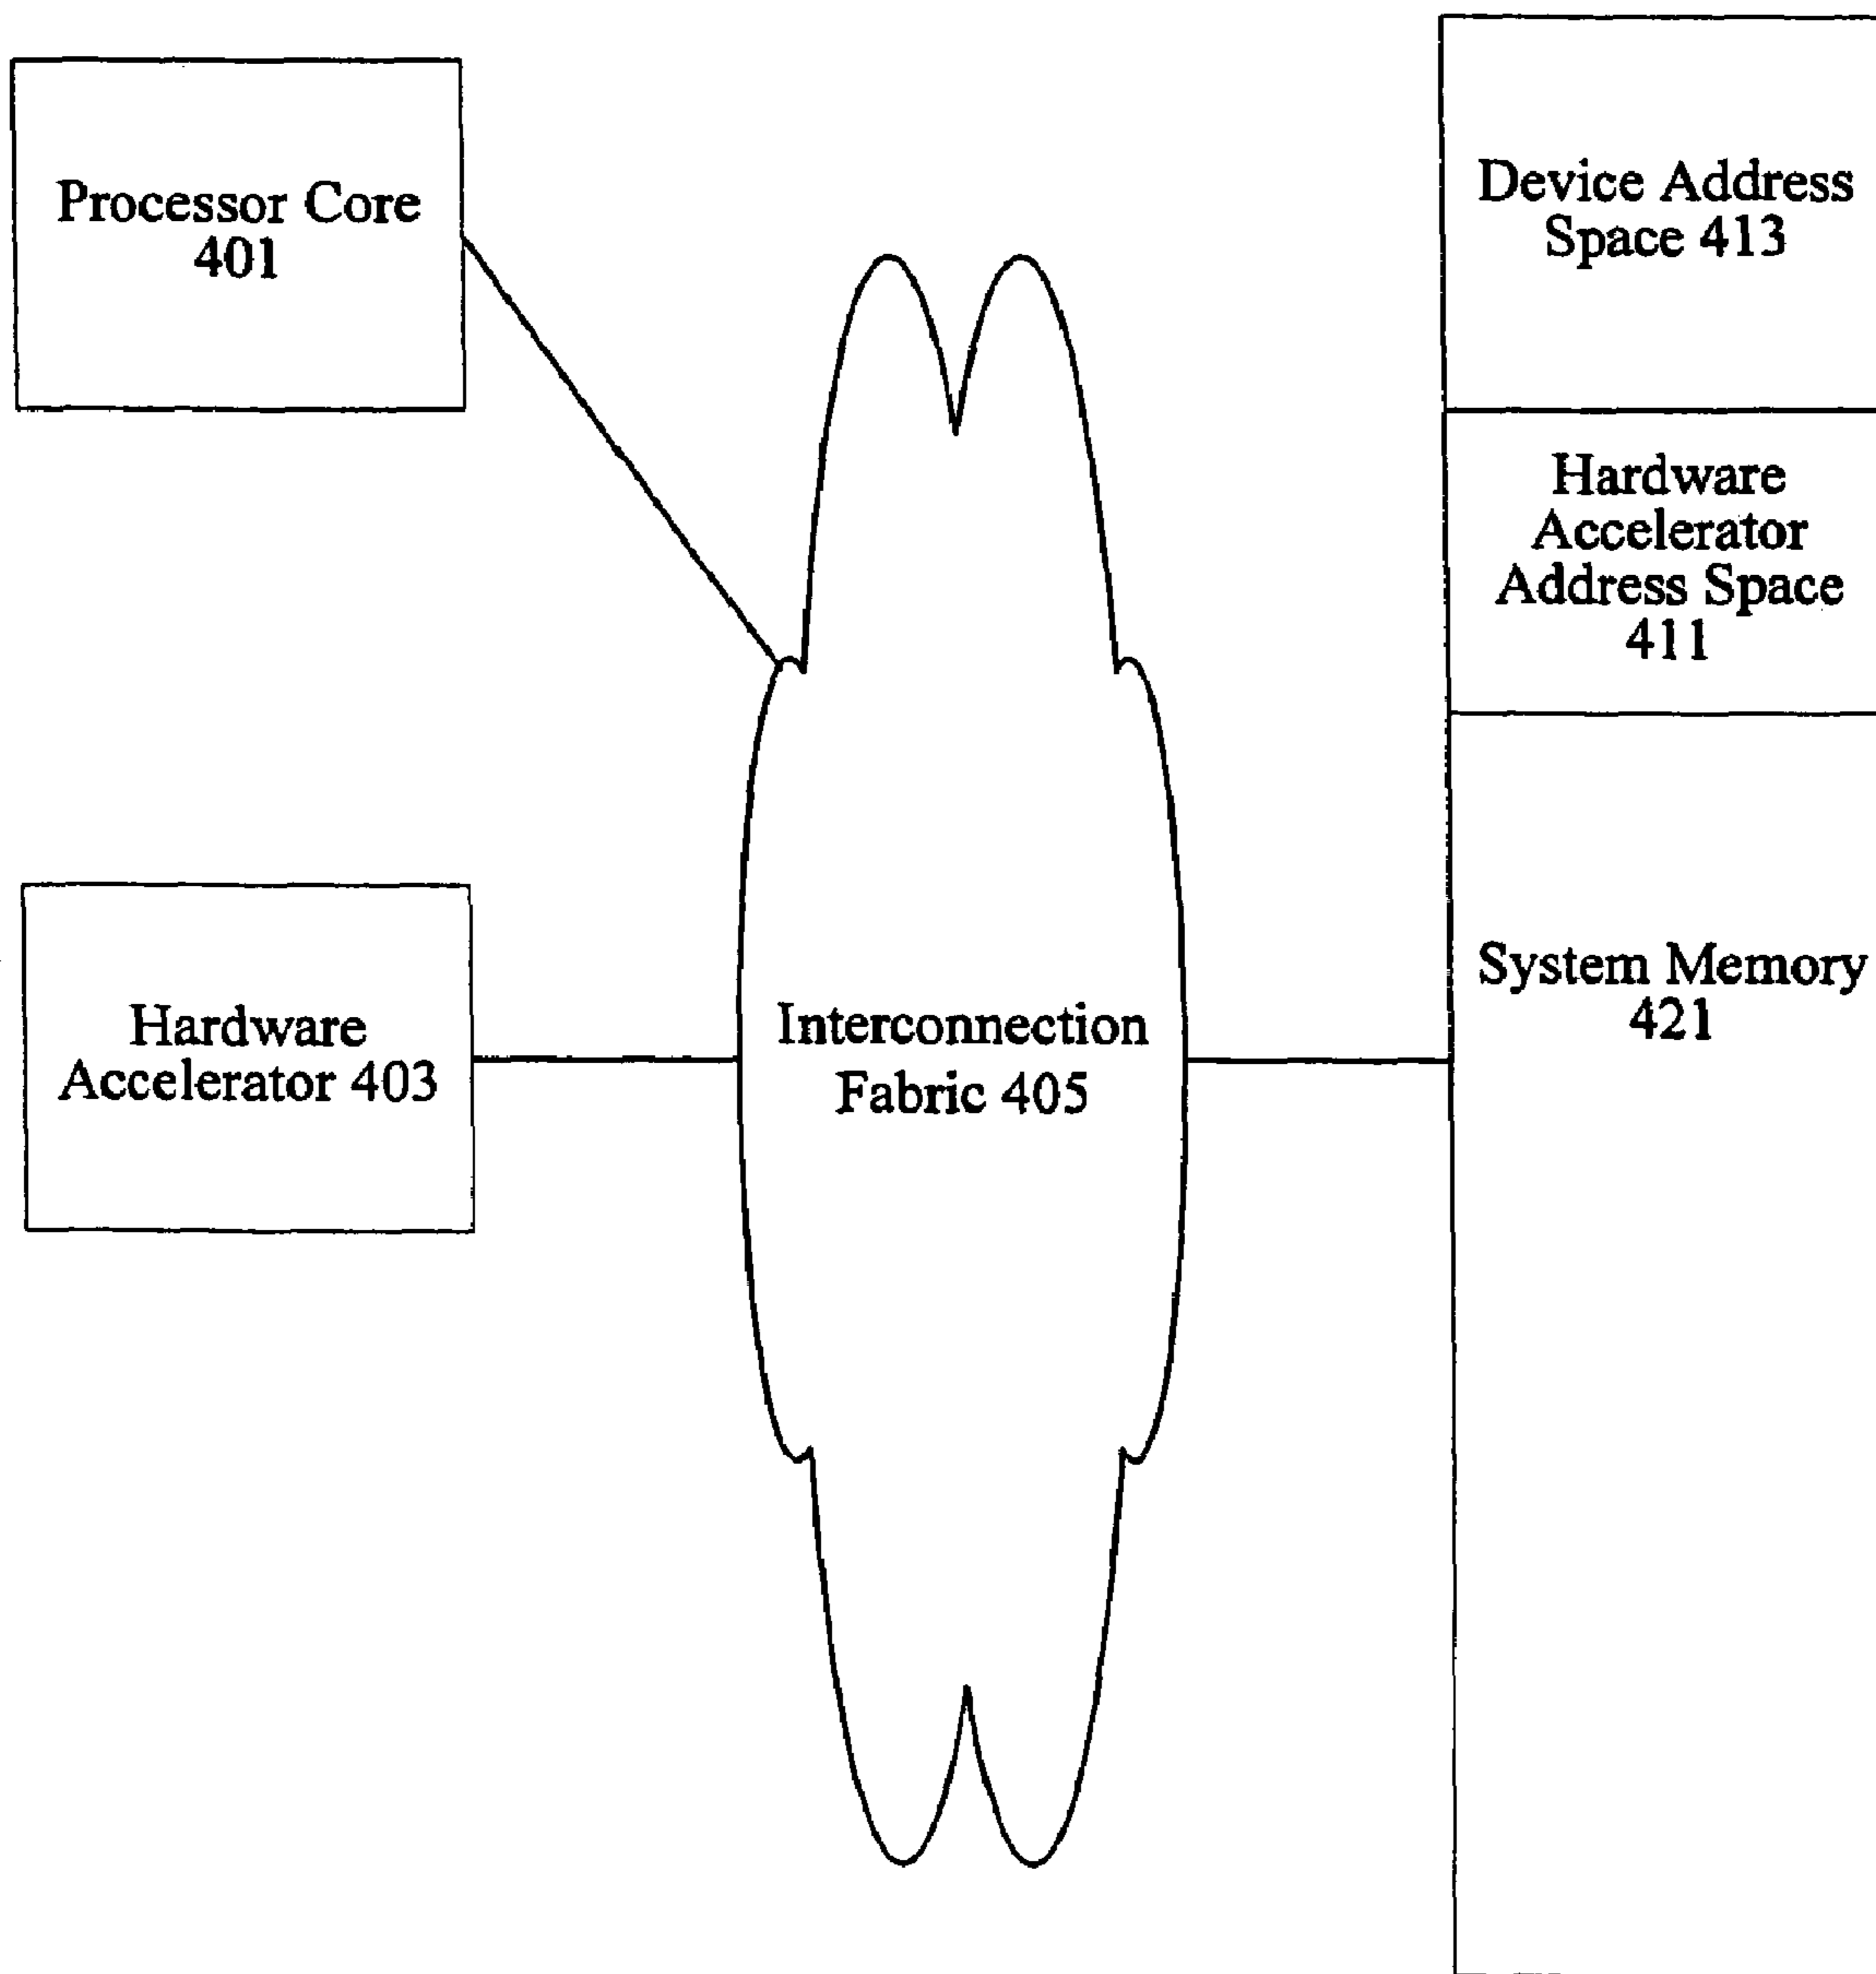 Processor Core
401
Device Address
Space 413
Hardware
Accelerator
Address Space
411
System Memory
421
Hardware
Accelerator 403
Interconnection
Fabric 405